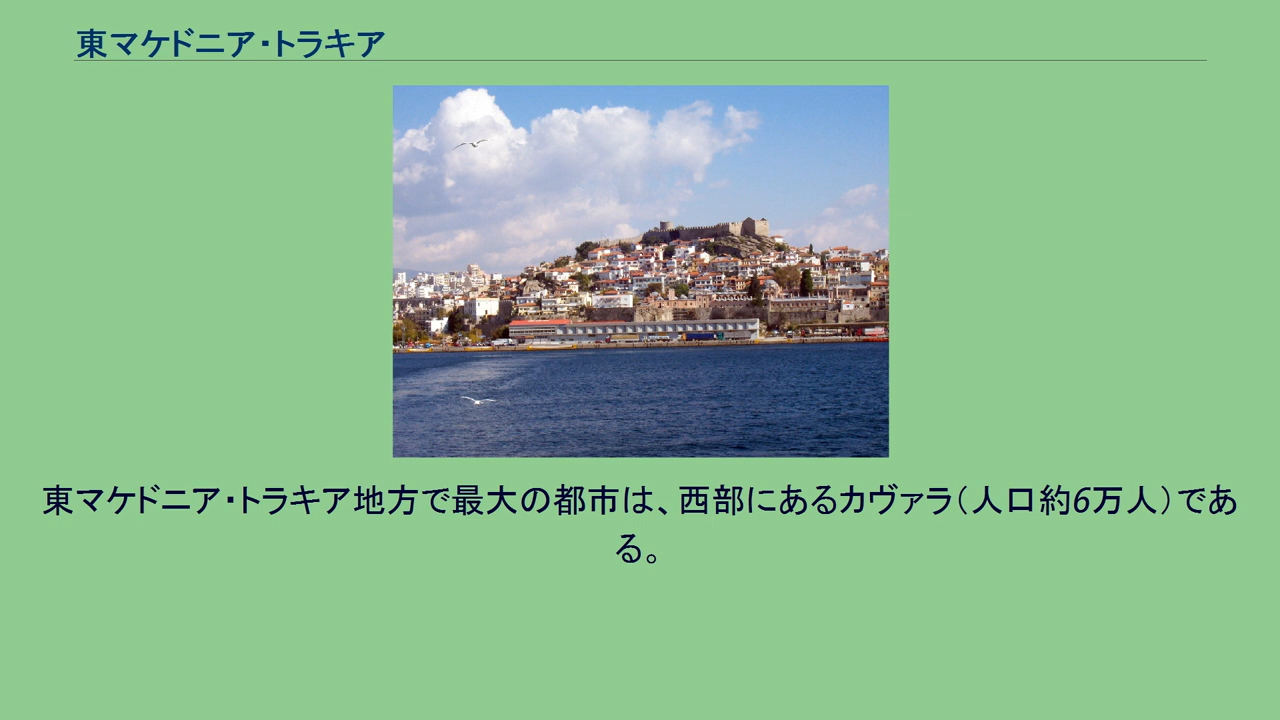 東マケドニア・トラキア
東マケドニア・トラキア地方で最大の都市は、西部にあるカヴァラ（人口約6万人）であ
る。